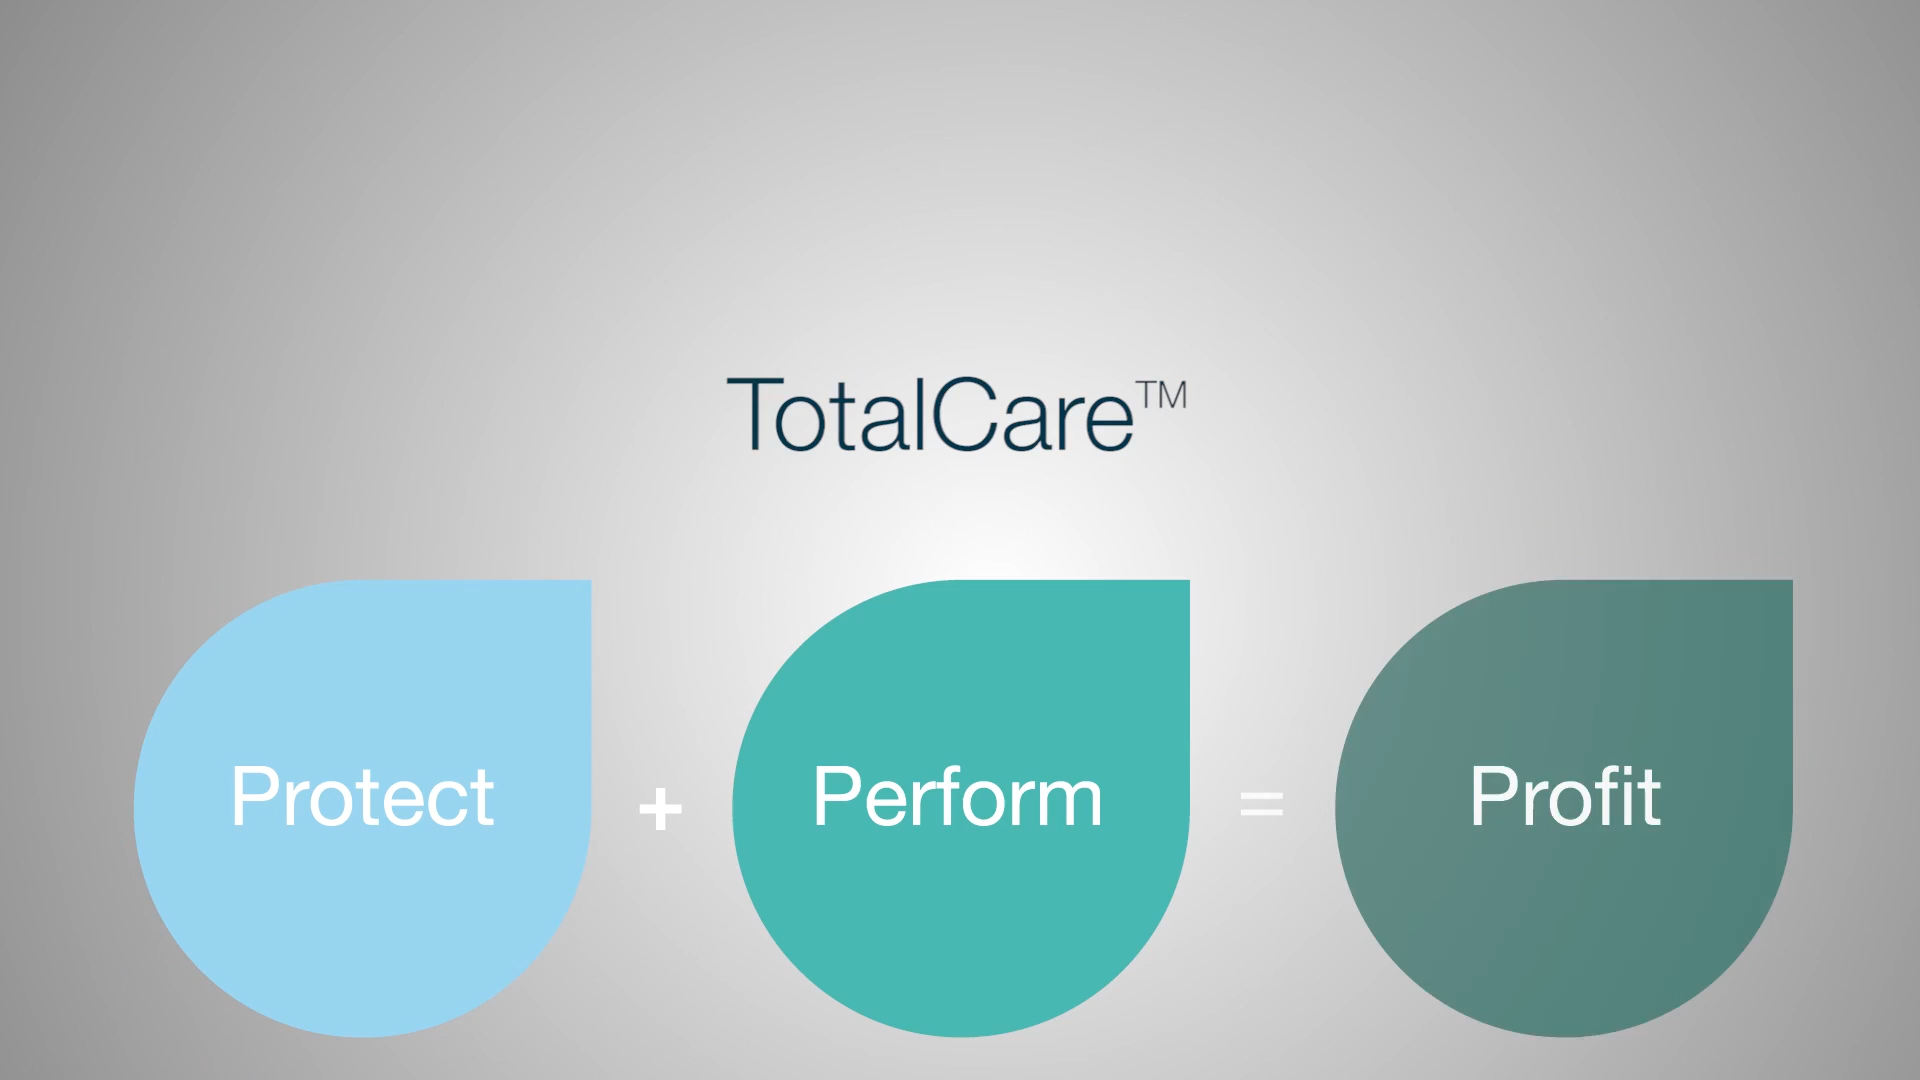 TotalCare™
Protect + Perform = Profit